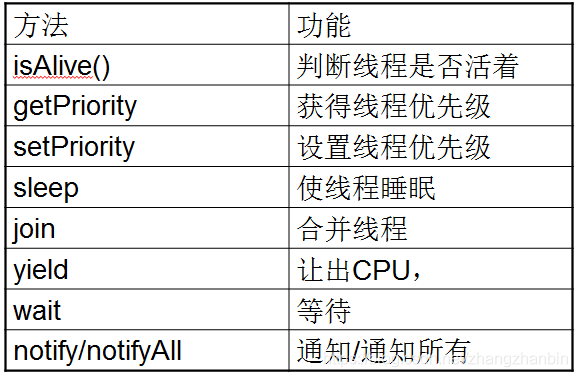 方法 功能
isAlive() 判断线程是否活着
getPriority 获得线程优先级
setPriority 设置线程优先级
sleep 使线程睡眠
join 合并线程
yield 让出CPU，
wait 等待
notify/notifyAll 通知/通知所有